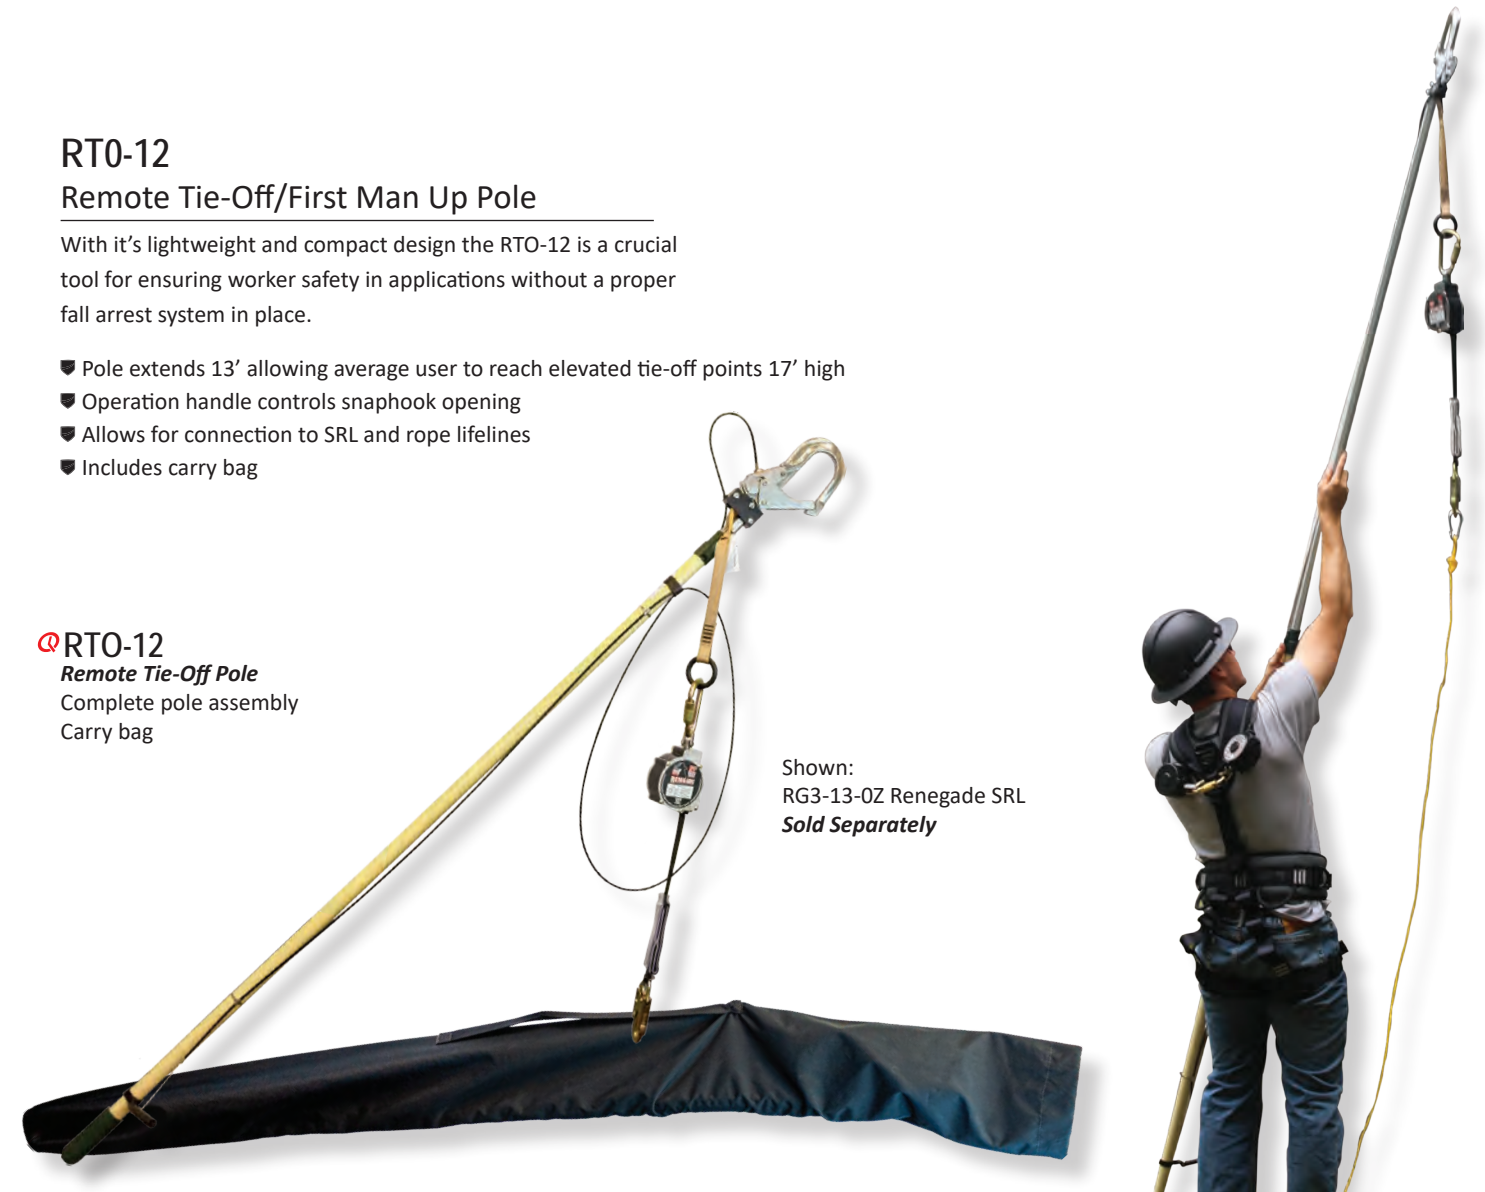 RT0-12
Remote Tie-Off/First Man Up Pole
With it’s lightweight and compact design the RTO-12 is a crucial
tool for ensuring worker safety in applications without a proper
fall arrest system in place.
Pole extends 13’ allowing average user to reach elevated tie-off points 17’ high
Operation handle controls snaphook opening
Allows for connection to SRL and rope lifelines
Includes carry bag
RTO-12
Remote Tie-Off Pole
Complete pole assembly
Carry bag
Shown:
RG3-13-0Z Renegade SRL
Sold Separately